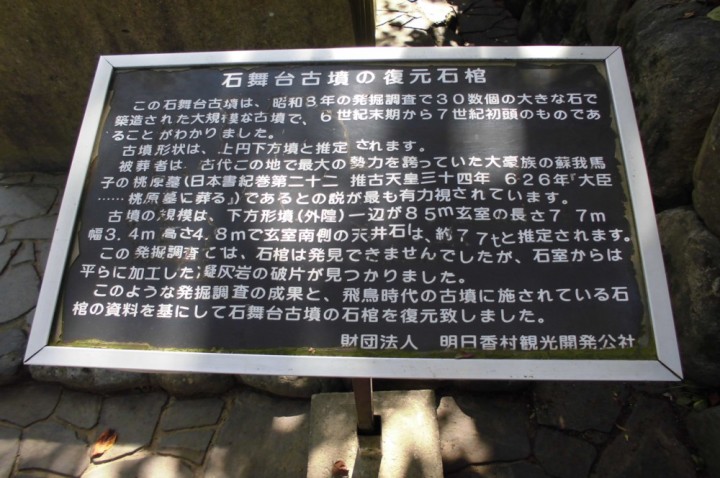 石舞台古墳の復元石棺
この石舞台古墳は、昭和8年の発掘調査で30数個の大きな石で
築造された大規模な古墳で、6世紀末期から7世紀初頭のものであ
ることがわかりました。
古墳形状は、上円下方墳と推定されます。
被葬者は、古代この地で最大の勢力を誇っていた大豪族の蘇我馬
子の桃原墓(日本書紀巻第二十二 推古天皇三十四年 626年『大臣
……桃原墓に葬る』)であるとの説が最も有力視されています。
古墳の規模は、下方形墳(外院)一辺が85m玄室の長さ7.7m
幅3.4m高さ4.8mで玄室南側の天井石は、約77tと推定されます。
この発掘調査では、石棺は発見できませんでしたが、石室からは
平らに加工した凝灰岩の破片が見つかりました。
このような発掘調査の成果と、飛鳥時代の古墳に施されている石
棺の資料を基にして石舞台古墳の石棺を復元致しました。
財団法人 明日香村観光開発公社